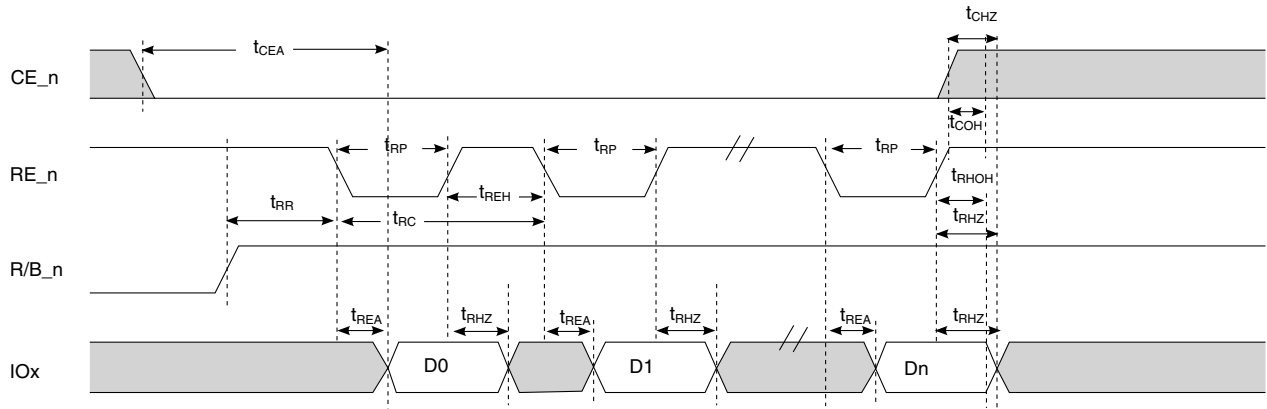 tCHZ
tCEA
CE_n
tCOH
tRP tRP tRP
RE_n
tREH
tRHOH
tRR tRC
tRHZ
R/B_n
tREA tRHZ tREA tRHZ tREA tRHZ
IOx D0 D1 Dn